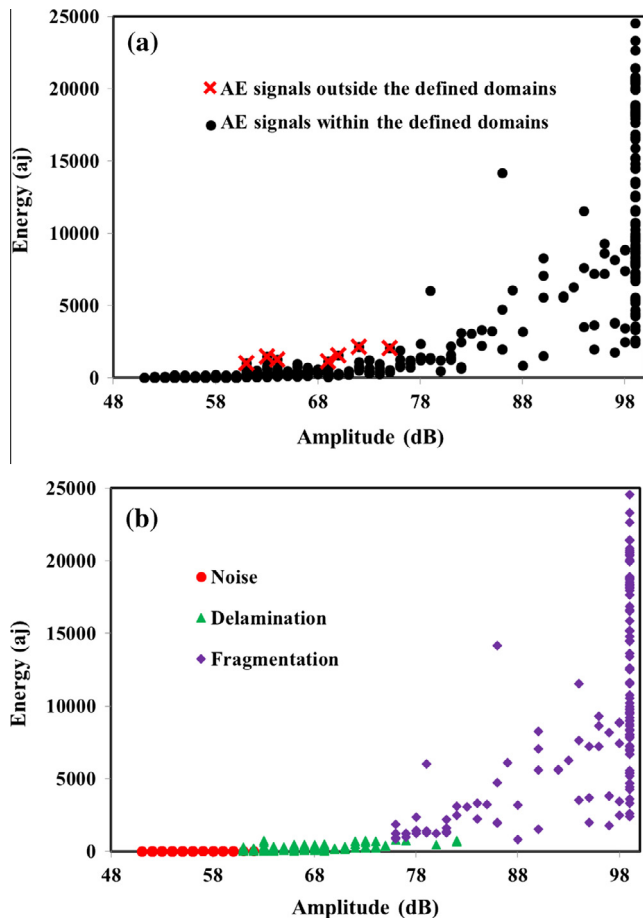 (a)
25000
20000
15000
10000
5000
0
Energy (aj)
AE signals outside the defined domains
AE signals within the defined domains
48 58 68 78 88 98
Amplitude (dB)
(b)
25000
20000
15000
10000
5000
0
Energy (aj)
Noise
Delamination
Fragmentation
48 58 68 78 88 98
Amplitude (dB)